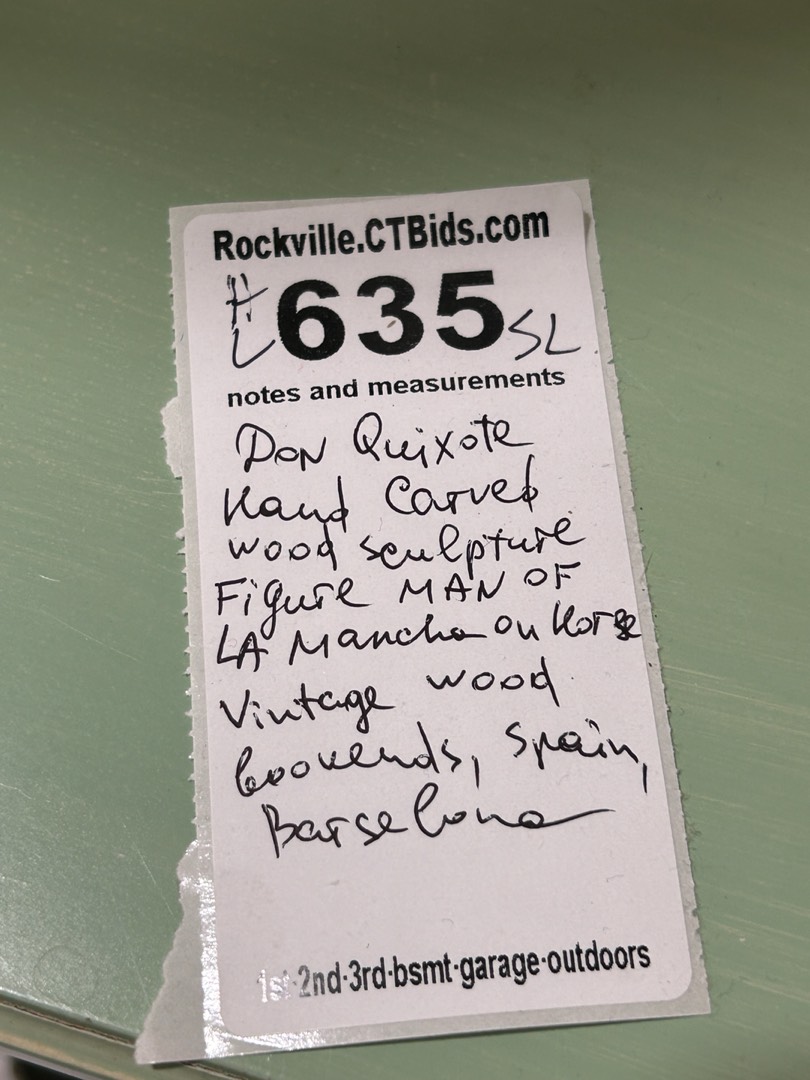 Rockville.CTBids.com
H
L 635 SL
notes and measurements
Don Quixote
Hand Carved
wood sculpture
Figure MAN OF
LA Mancha on Horse
Vintage wood
bookends, Spain,
Barselona
1st·2nd·3rd·bsmt·garage·outdoors